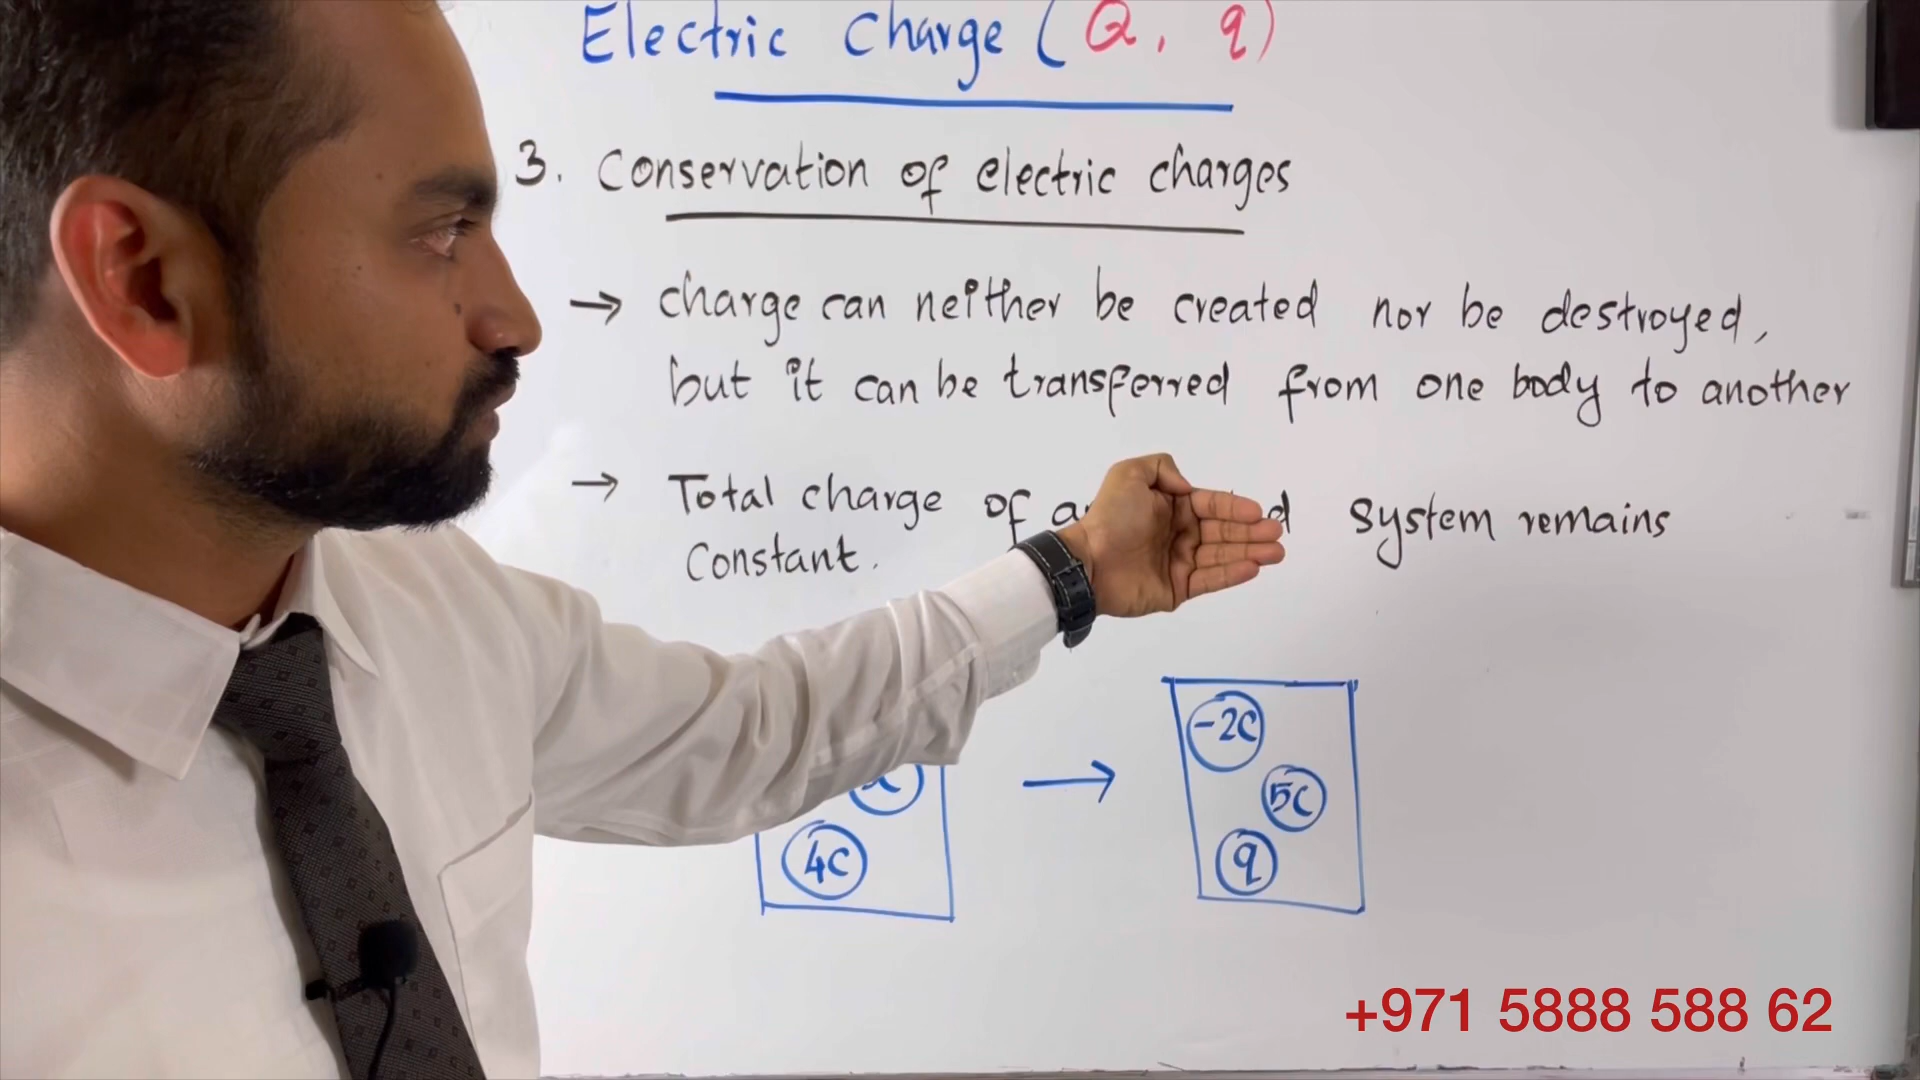 Electric Charge (Q, q)
3. Conservation of electric charges
→ charge can neither be created nor be destroyed,
but it can be transferred from one body to another
→ Total charge of system remains
Constant.
-2C
5C
→
4C
q
+971 5888 588 62